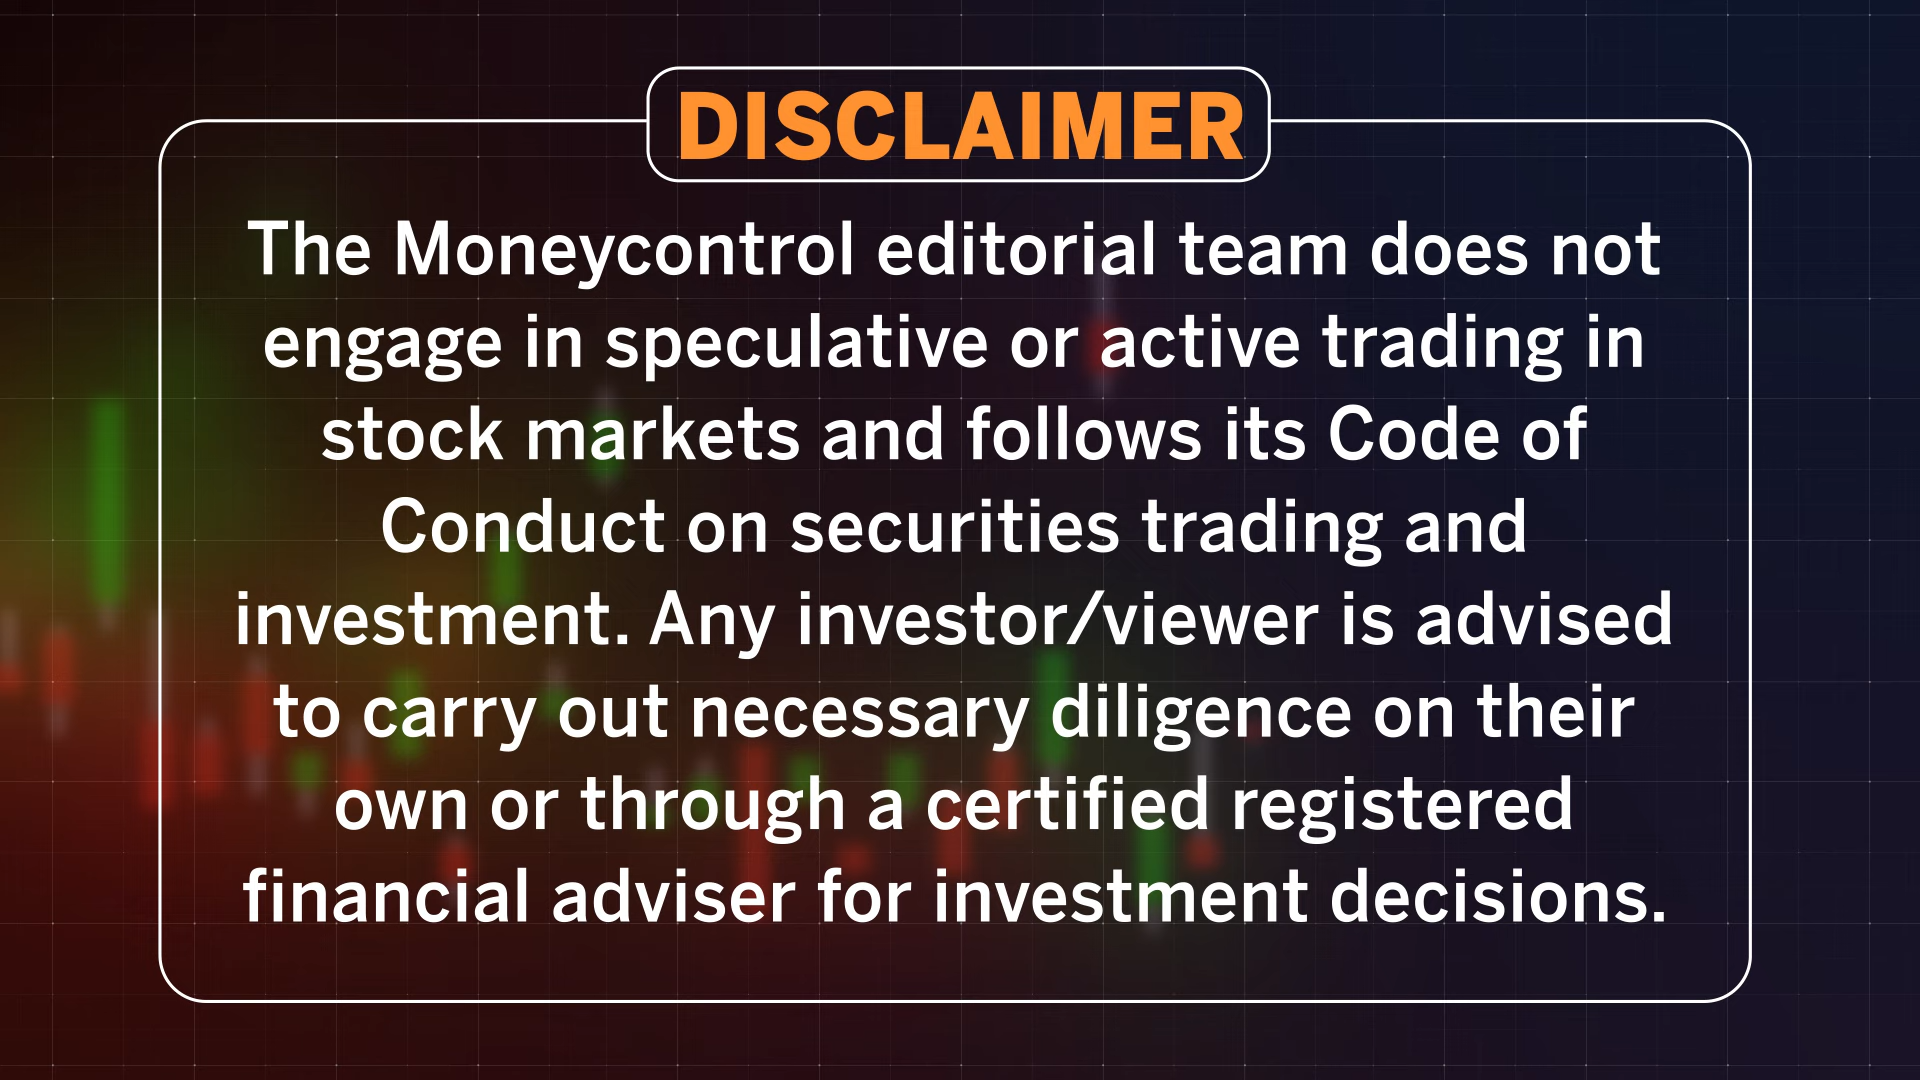 DISCLAIMER
The Moneycontrol editorial team does not
engage in speculative or active trading in
stock markets and follows its Code of
Conduct on securities trading and
investment. Any investor/viewer is advised
to carry out necessary diligence on their
own or through a certified registered
financial adviser for investment decisions.